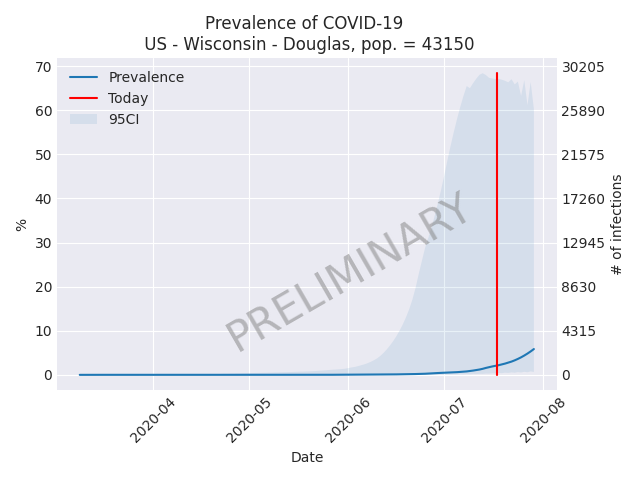 Prevalence of COVID-19
US - Wisconsin - Douglas, pop. = 43150
Prevalence
Today
95CI
70
60
50
40
30
20
10
0
%
30205
25890
21575
17260
12945
8630
4315
0
# of infections
PRELIMINARY
2020-04
2020-05
2020-06
2020-07
2020-08
Date